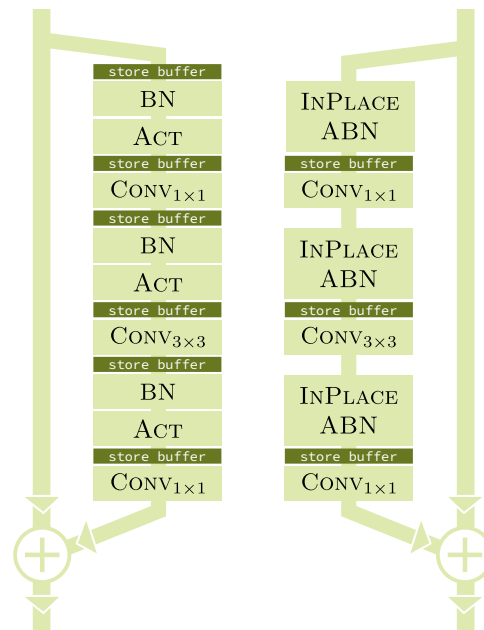 store buffer
BN
ACT
store buffer
CONV1×1
store buffer
BN
ACT
store buffer
CONV3×3
store buffer
BN
ACT
store buffer
CONV1×1
INPLACE
ABN
store buffer
CONV1×1
INPLACE
ABN
store buffer
CONV3×3
INPLACE
ABN
store buffer
CONV1×1